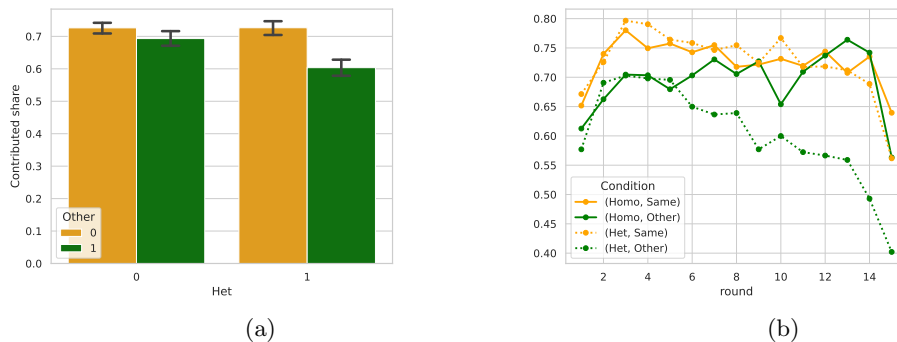 Contributed share
0.7
0.6
0.5
0.4
0.3
0.2
0.1
0.0
Other
0
1
0
1
Het
(a)
0.80
0.75
0.70
0.65
0.60
0.55
0.50
0.45
0.40
Condition
(Homo, Same)
(Homo, Other)
(Het, Same)
(Het, Other)
2 4 6 8 10 12 14
round
(b)